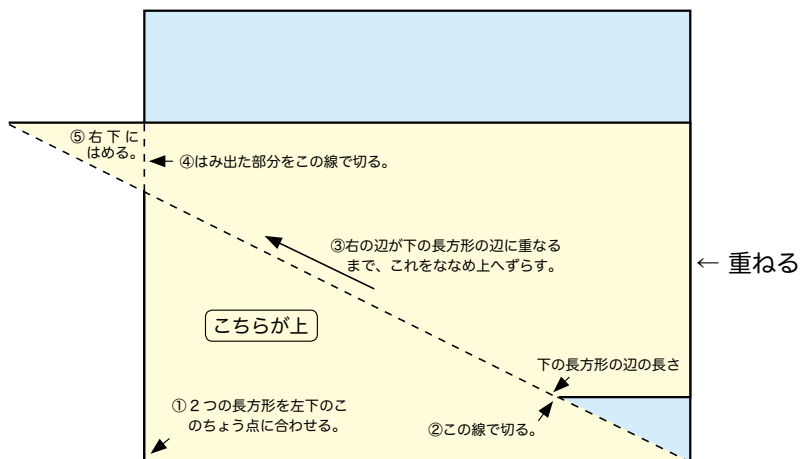 ⑤右下に
はめる。
④はみ出た部分をこの線で切る。
③右の辺が下の長方形の辺に重なる
まで、これをななめ上へずらす。
← 重ねる
こちらが上
下の長方形の辺の長さ
①２つの長方形を左下のこ
のちょう点に合わせる。
②この線で切る。